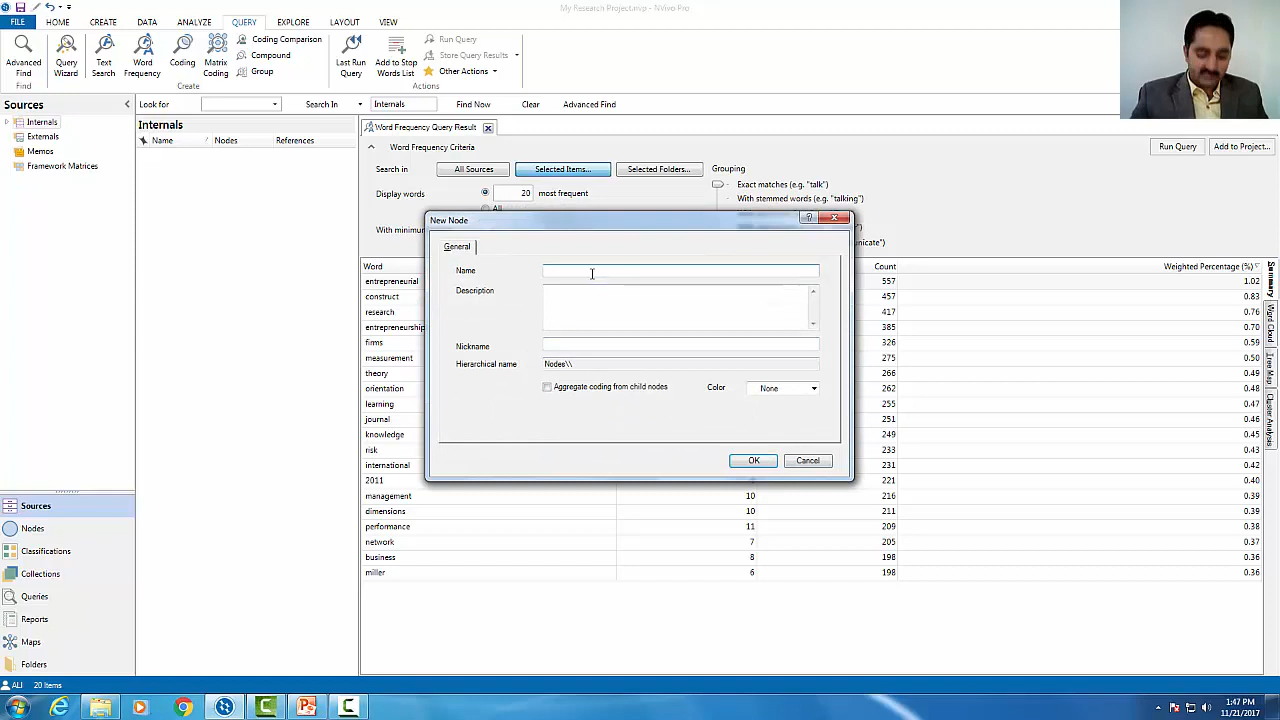 My Research Project.nvp - NVivo Pro
FILE HOME CREATE DATA ANALYZE QUERY EXPLORE LAYOUT VIEW
Advanced Find
Query Wizard
Text Search
Word Frequency
Coding
Matrix Coding
Coding Comparison
Compound
Group
Last Run Query
Add to Stop Words List
Run Query
Store Query Results
Other Actions
Find Create Actions
Sources
Look for Search In Internals Find Now Clear Advanced Find
Internals
Externals
Memos
Framework Matrices
Internals
Name Nodes References
Word Frequency Query Result
Word Frequency Criteria
Run Query Add to Project...
Search in All Sources Selected Items... Selected Folders... Grouping
Display words 20 most frequent
All
With minimum
Exact matches (e.g. "talk")
With stemmed words (e.g. "talking")
New Node
General
Name
Description
Nickname
Hierarchical name Nodes\\
Aggregate coding from child nodes Color None
OK Cancel
Word Count Weighted Percentage (%)
entrepreneurial 557 1.02
construct 457 0.83
research 417 0.76
entrepreneurship 385 0.70
firms 326 0.59
measurement 275 0.50
theory 266 0.49
orientation 262 0.48
learning 255 0.47
journal 251 0.46
knowledge 249 0.45
risk 233 0.43
international 231 0.42
2011 221 0.40
management 10 216 0.39
dimensions 10 211 0.39
performance 11 209 0.38
network 7 205 0.37
business 8 198 0.36
miller 6 198 0.36
Summary
Word Cloud
Tree Map
Cluster Analysis
Sources
Nodes
Classifications
Collections
Queries
Reports
Maps
Folders
ALI 20 Items
1:47 PM
11/21/2017